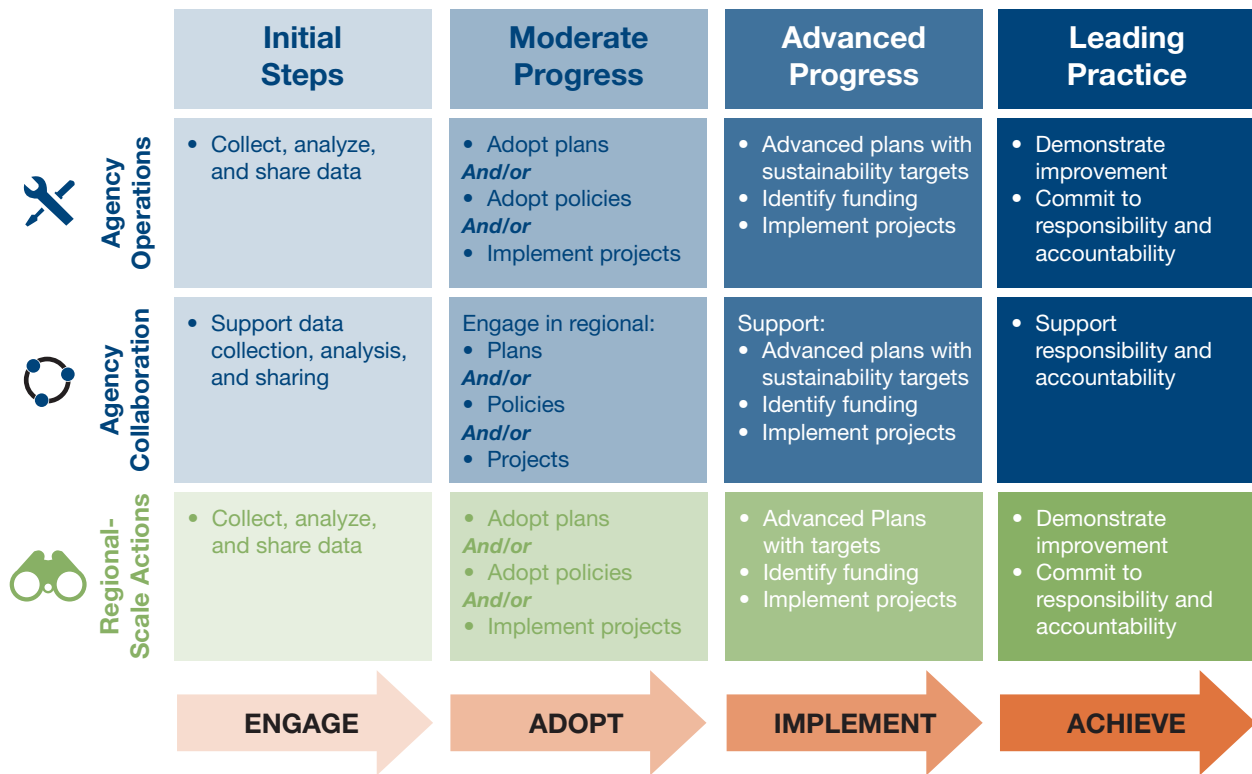 Initial
Steps
Moderate
Progress
Advanced
Progress
Leading
Practice
Agency
Operations
• Collect, analyze,
and share data
• Adopt plans
And/or
• Adopt policies
And/or
• Implement projects
• Advanced plans with
sustainability targets
• Identify funding
• Implement projects
• Demonstrate
improvement
• Commit to
responsibility and
accountability
Agency
Collaboration
• Support data
collection, analysis,
and sharing
Engage in regional:
• Plans
And/or
• Policies
And/or
• Projects
Support:
• Advanced plans with
sustainability targets
• Identify funding
• Implement projects
• Support
responsibility and
accountability
Regional-
Scale Actions
• Collect, analyze,
and share data
• Adopt plans
And/or
• Adopt policies
And/or
• Implement projects
• Advanced Plans
with targets
• Identify funding
• Implement projects
• Demonstrate
improvement
• Commit to
responsibility and
accountability
ENGAGE
ADOPT
IMPLEMENT
ACHIEVE